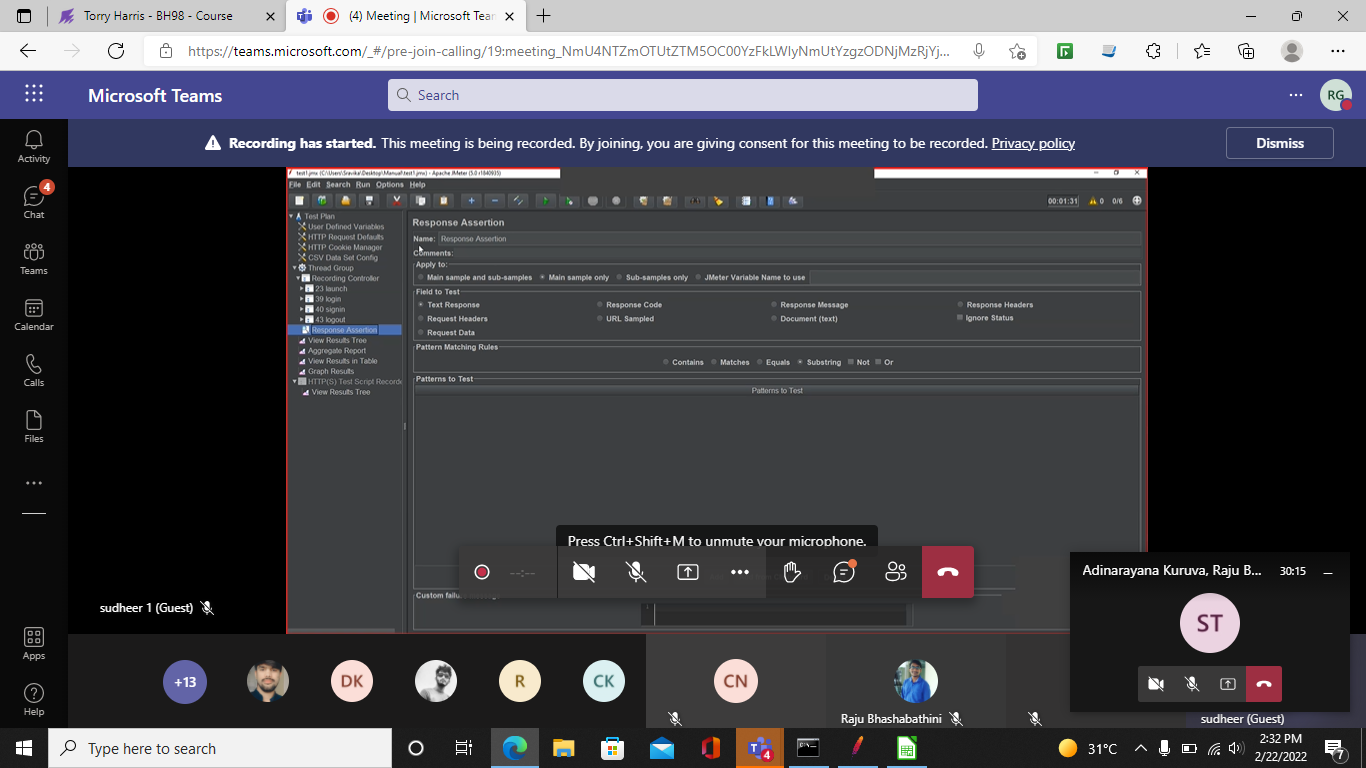 Torry Harris - BH98 - Course
(4) Meeting | Microsoft Tea
https://teams.microsoft.com/_#/pre-join-calling/19:meeting_NmU4NTZmOTUtZTM5OC00YzFkLWIyNmUtYzgzODNjMzRjYj...
Microsoft Teams
Search
RG
Recording has started. This meeting is being recorded. By joining, you are giving consent for this meeting to be recorded. Privacy policy
Dismiss
Activity
4
Chat
Teams
Calendar
Calls
Files
Apps
Help
test1.jmx (C:\Users\Sravika\Desktop\Manual\test1.jmx) - Apache JMeter (5.0 r1840935)
File Edit Search Run Options Help
00:01:31 0 0/6
Test Plan
User Defined Variables
HTTP Request Defaults
HTTP Cookie Manager
CSV Data Set Config
Thread Group
Recording Controller
23 launch
39 login
40 signin
43 logout
Response Assertion
View Results Tree
Aggregate Report
View Results in Table
Graph Results
HTTP(S) Test Script Recorde
View Results Tree
Response Assertion
Name: Response Assertion
Comments:
Apply to:
Main sample and sub-samples Main sample only Sub-samples only JMeter Variable Name to use
Field to Test
Text Response Response Code Response Message Response Headers
Request Headers URL Sampled Document (text) Ignore Status
Request Data
Pattern Matching Rules
Contains Matches Equals Substring Not Or
Patterns to Test
Patterns to Test
Press Ctrl+Shift+M to unmute your microphone.
--:--
Custom failu
1
sudheer 1 (Guest)
Adinarayana Kuruva, Raju B... 30:15
ST
+13
DK
R
CK
CN
Raju Bhashabathini
sudheer (Guest)
Type here to search
4
31°C
2:32 PM
2/22/2022
7